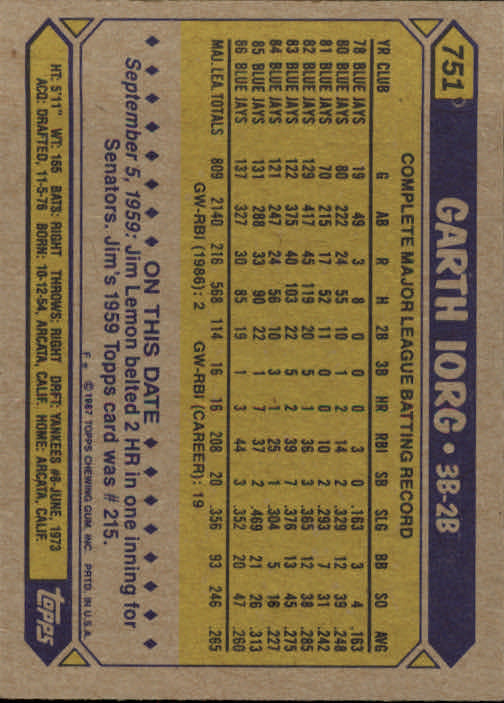 751
GARTH IORG • 3B-2B
COMPLETE MAJOR LEAGUE BATTING RECORD
YR CLUB G AB R H 2B 3B HR RBI SB SLG BB SO AVG
78 BLUE JAYS 19 49 3 8 0 0 0 3 0 .163 3 4 .163
80 BLUE JAYS 80 222 24 55 10 1 2 14 2 .329 12 39 .248
81 BLUE JAYS 70 215 17 52 11 0 0 10 2 .293 7 31 .242
82 BLUE JAYS 129 417 45 119 20 5 1 36 3 .365 12 38 .285
83 BLUE JAYS 122 375 40 103 22 5 2 39 7 .376 13 45 .275
84 BLUE JAYS 121 247 24 56 10 3 1 25 1 .304 5 16 .227
85 BLUE JAYS 131 288 33 90 22 1 7 37 2 .469 21 26 .313
86 BLUE JAYS 137 327 30 85 19 1 3 44 3 .352 20 47 .260
MAJ. LEA. TOTALS 809 2140 216 568 114 16 16 208 20 .356 93 246 .265
GW-RBI (1986): 2 GW-RBI (CAREER): 19
ON THIS DATE
September 5, 1959: Jim Lemon belted 2 HR in one inning for
Senators. Jim's 1959 Topps card was # 215.
F ** © 1987 TOPPS CHEWING GUM, INC. PRTD. IN U.S.A.
HT: 5'11" WT: 165 BATS: RIGHT THROWS: RIGHT DRFT: YANKEES #8-JUNE, 1973
ACQ: DRAFTED, 11-5-76 BORN: 10-12-54, ARCATA, CALIF. HOME: ARCATA, CALIF.
TOPPS